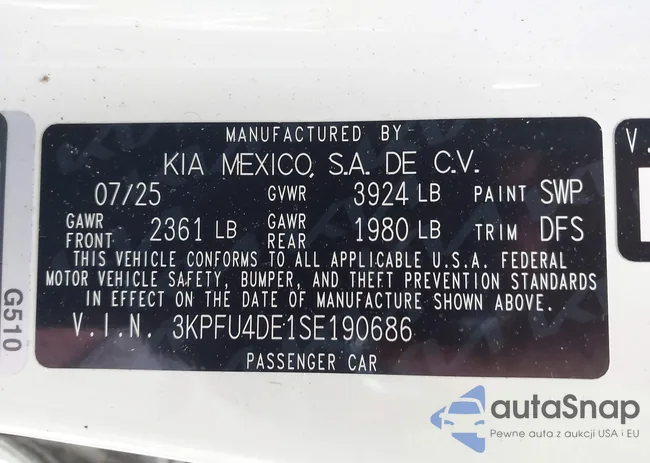 MANUFACTURED BY
KIA MEXICO, S.A. DE C.V.
07/25 GVWR 3924 LB PAINT SWP
GAWR FRONT 2361 LB GAWR REAR 1980 LB TRIM DFS
THIS VEHICLE CONFORMS TO ALL APPLICABLE U.S.A. FEDERAL
MOTOR VEHICLE SAFETY, BUMPER, AND THEFT PREVENTION STANDARDS
IN EFFECT ON THE DATE OF MANUFACTURE SHOWN ABOVE.
V.I.N. 3KPFU4DE1SE190686
PASSENGER CAR
G510
V.
autaSnap
Pewne auta z aukcji USA i EU